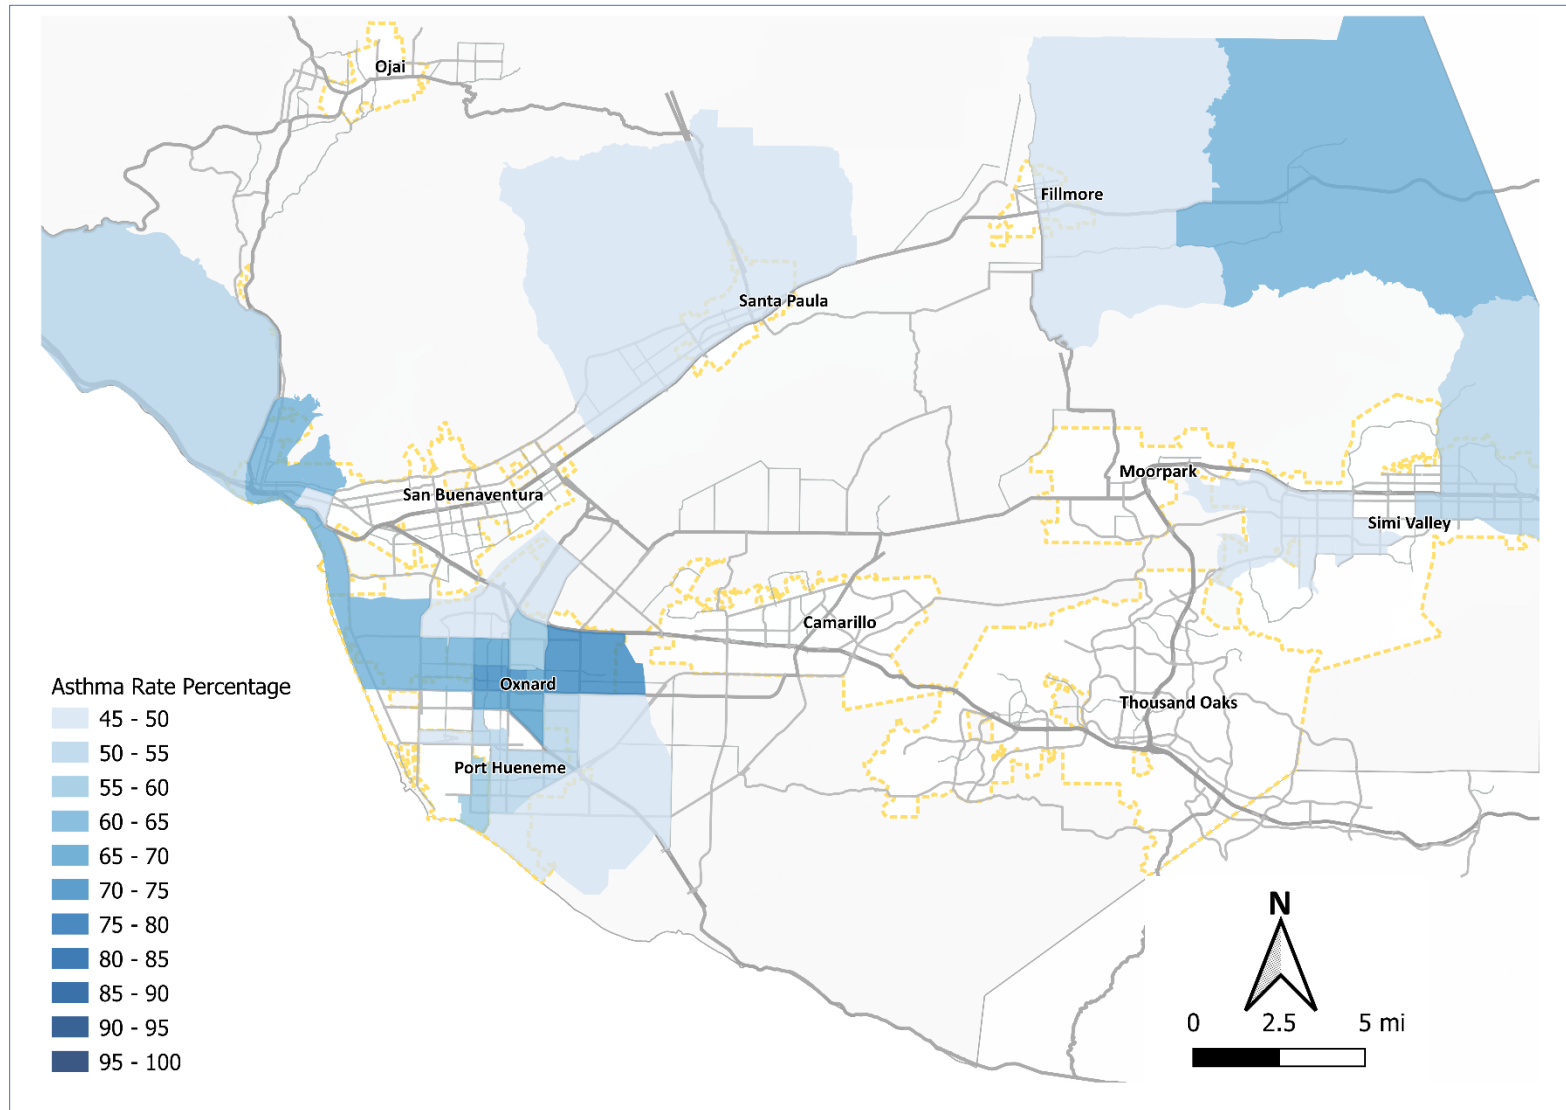 Ojai
Fillmore
Santa Paula
Moorpark
San Buenaventura
Simi Valley
Camarillo
Oxnard
Thousand Oaks
Port Hueneme
Asthma Rate Percentage
45 - 50
50 - 55
55 - 60
60 - 65
65 - 70
70 - 75
75 - 80
80 - 85
85 - 90
90 - 95
95 - 100
N
0 2.5 5 mi